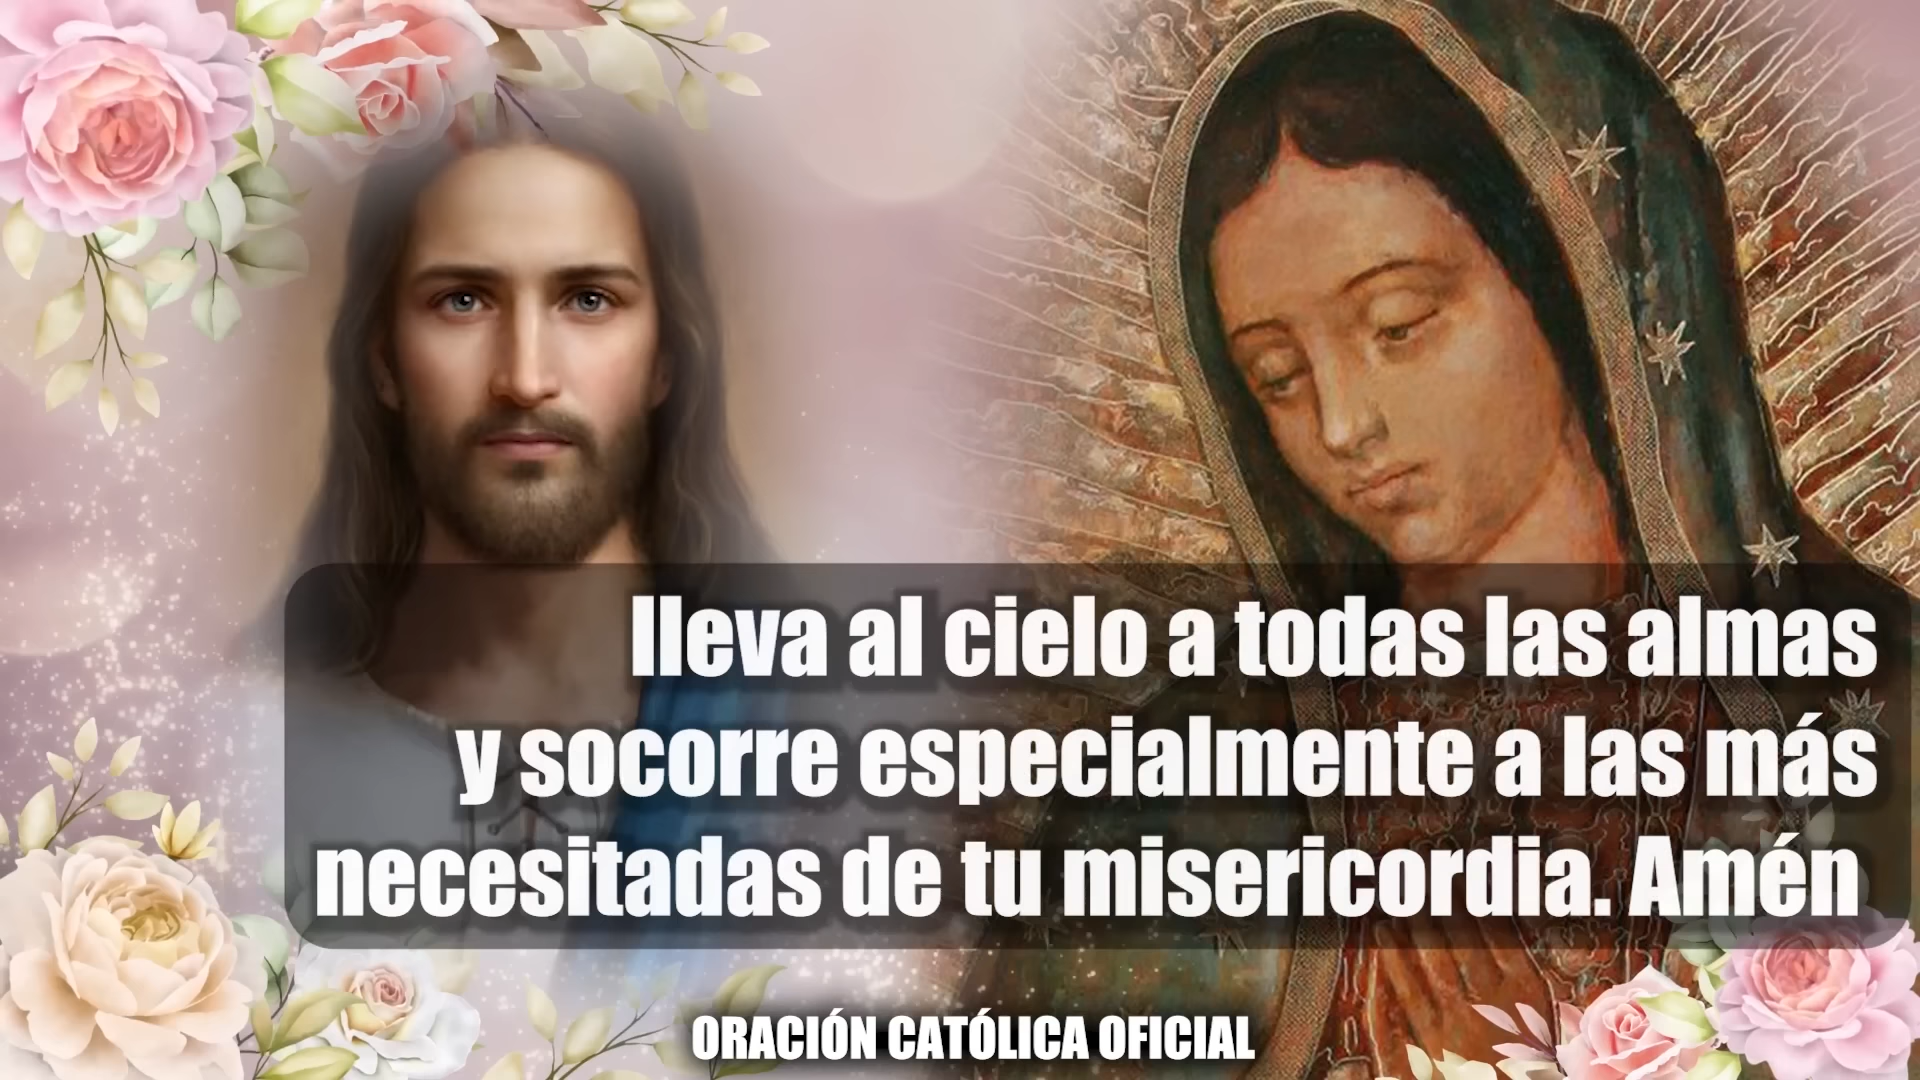 lleva al cielo a todas las almas
y socorre especialmente a las más
necesitadas de tu misericordia. Amén
ORACIÓN CATÓLICA OFICIAL